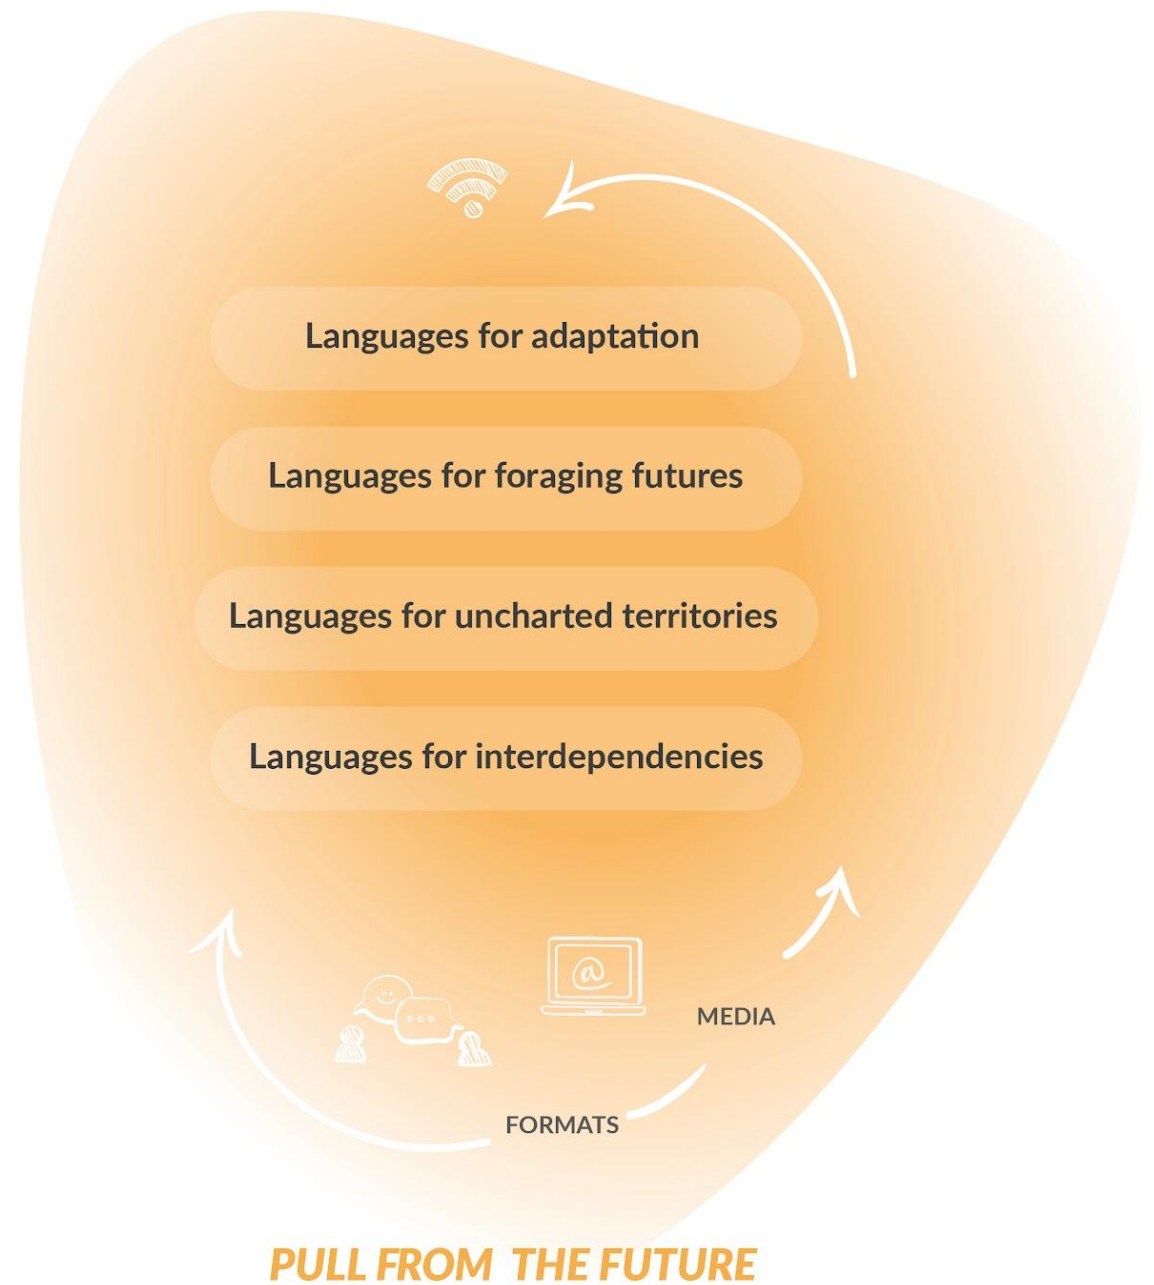 Languages for adaptation
Languages for foraging futures
Languages for uncharted territories
Languages for interdependencies
@
MEDIA
FORMATS
PULL FROM THE FUTURE